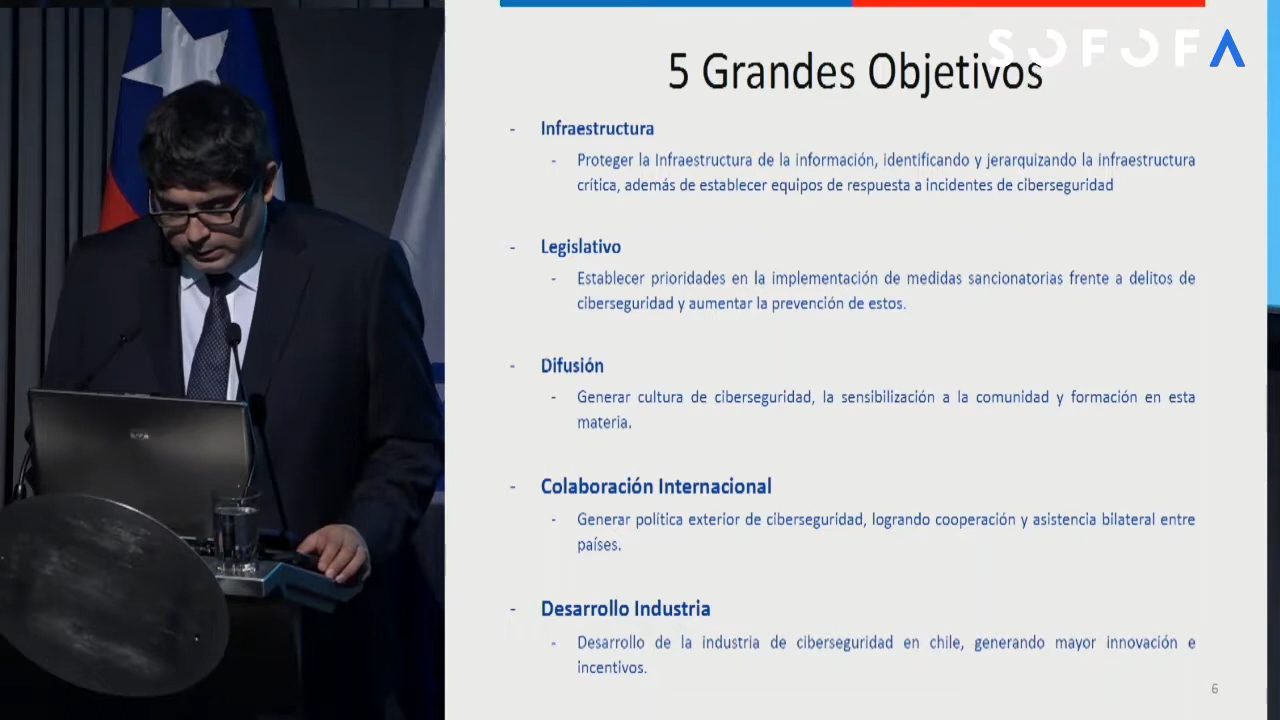 SOFOFA
5 Grandes Objetivos
- Infraestructura
- Proteger la Infraestructura de la información, identificando y jerarquizando la infraestructura
crítica, además de establecer equipos de respuesta a incidentes de ciberseguridad
- Legislativo
- Establecer prioridades en la implementación de medidas sancionatorias frente a delitos de
ciberseguridad y aumentar la prevención de estos.
- Difusión
- Generar cultura de ciberseguridad, la sensibilización a la comunidad y formación en esta
materia.
- Colaboración Internacional
- Generar política exterior de ciberseguridad, logrando cooperación y asistencia bilateral entre
países.
- Desarrollo Industria
- Desarrollo de la industria de ciberseguridad en chile, generando mayor innovación e
incentivos.
6